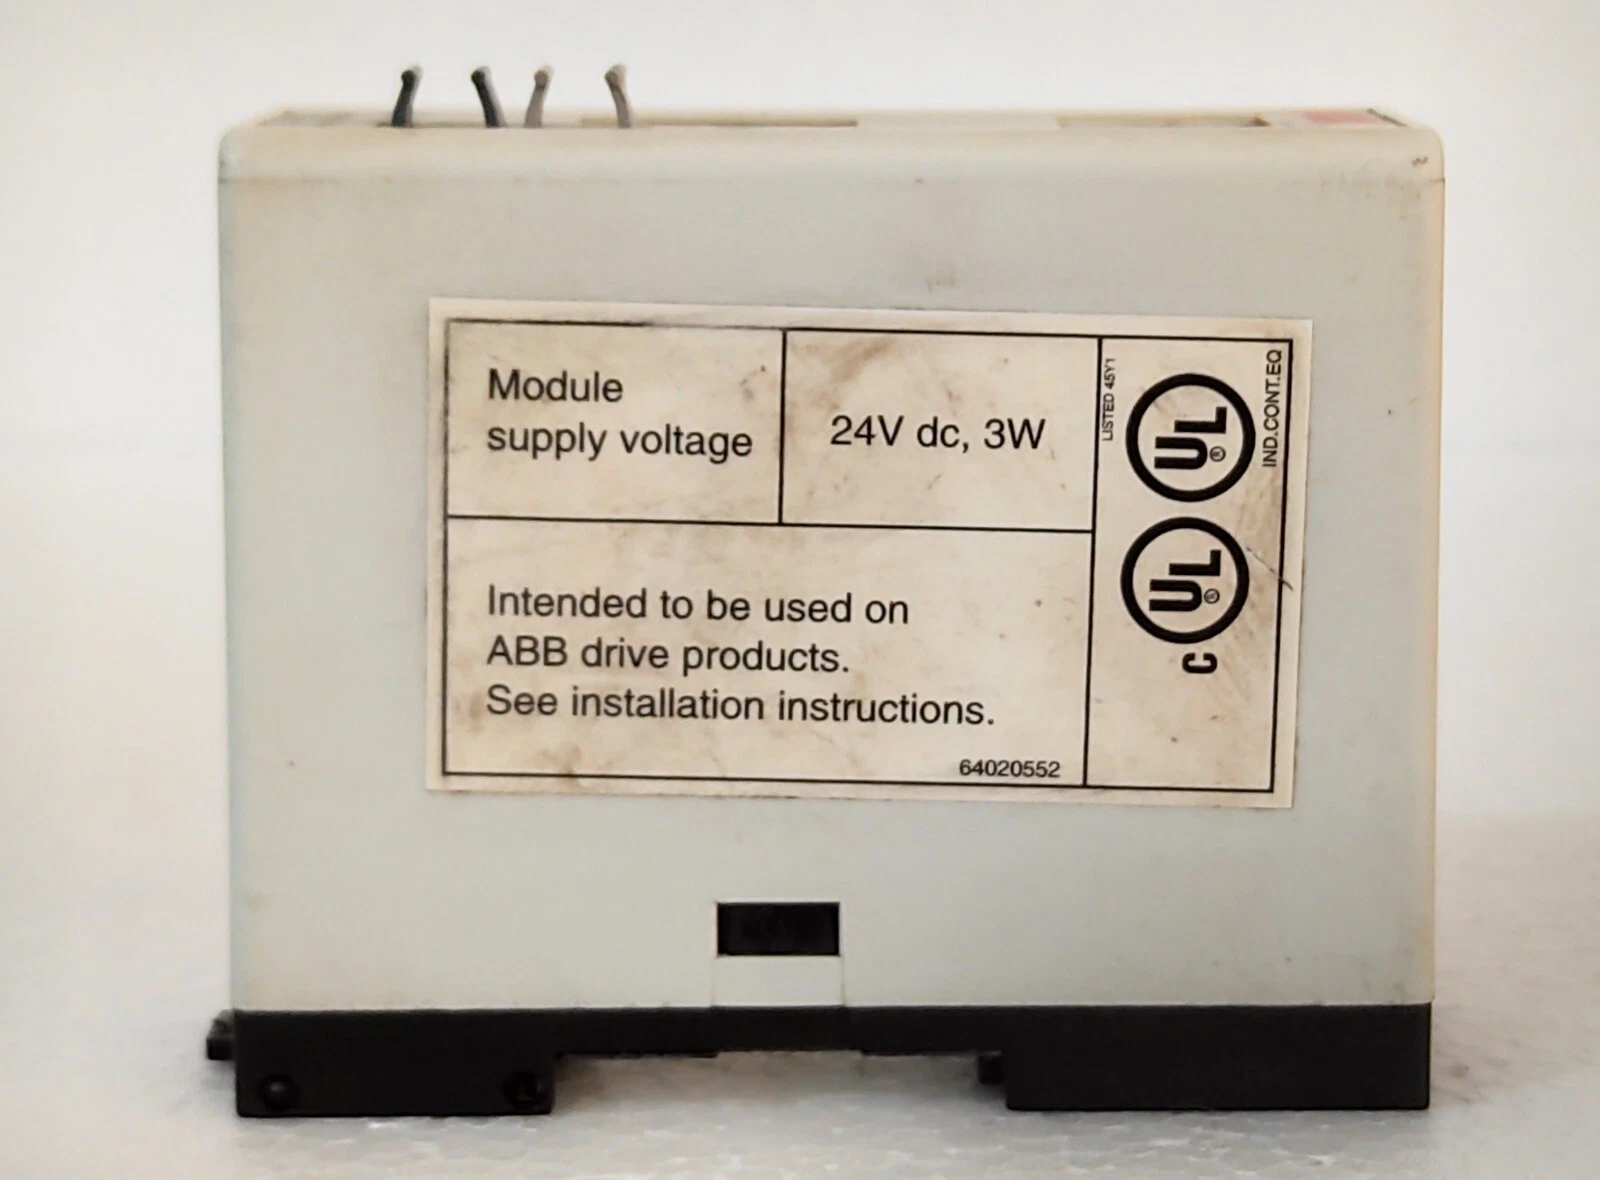 Module
supply voltage
24V dc, 3W
Intended to be used on
ABB drive products.
See installation instructions.
64020552
LISTED 45Y1
UL
®
IND.CONT.EQ
C
UL
®